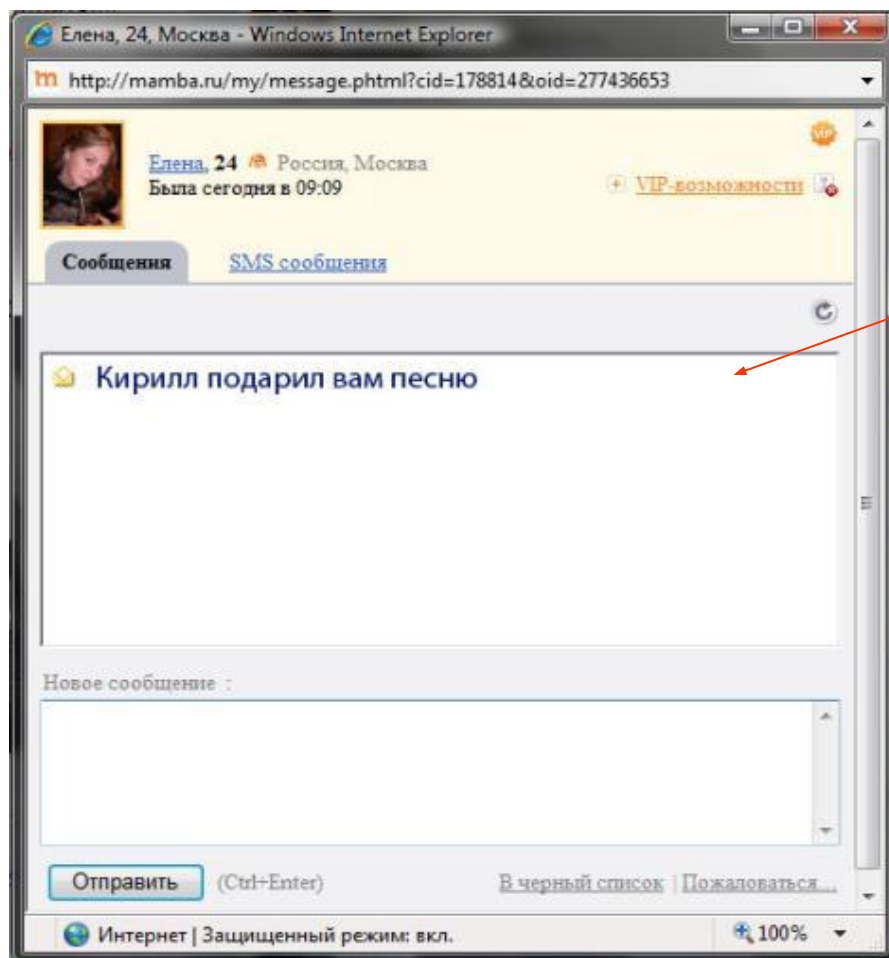 Елена, 24, Москва - Windows Internet Explorer
http://mamba.ru/my/message.phtml?cid=178814&oid=277436653
VIP
Елена, 24 Россия, Москва
Была сегодня в 09:09
VIP-возможности
Сообщения SMS сообщения
Кирилл подарил вам песню
Новое сообщение :
Отправить (Ctrl+Enter) В черный список | Пожаловаться...
Интернет | Защищенный режим: вкл. 100%